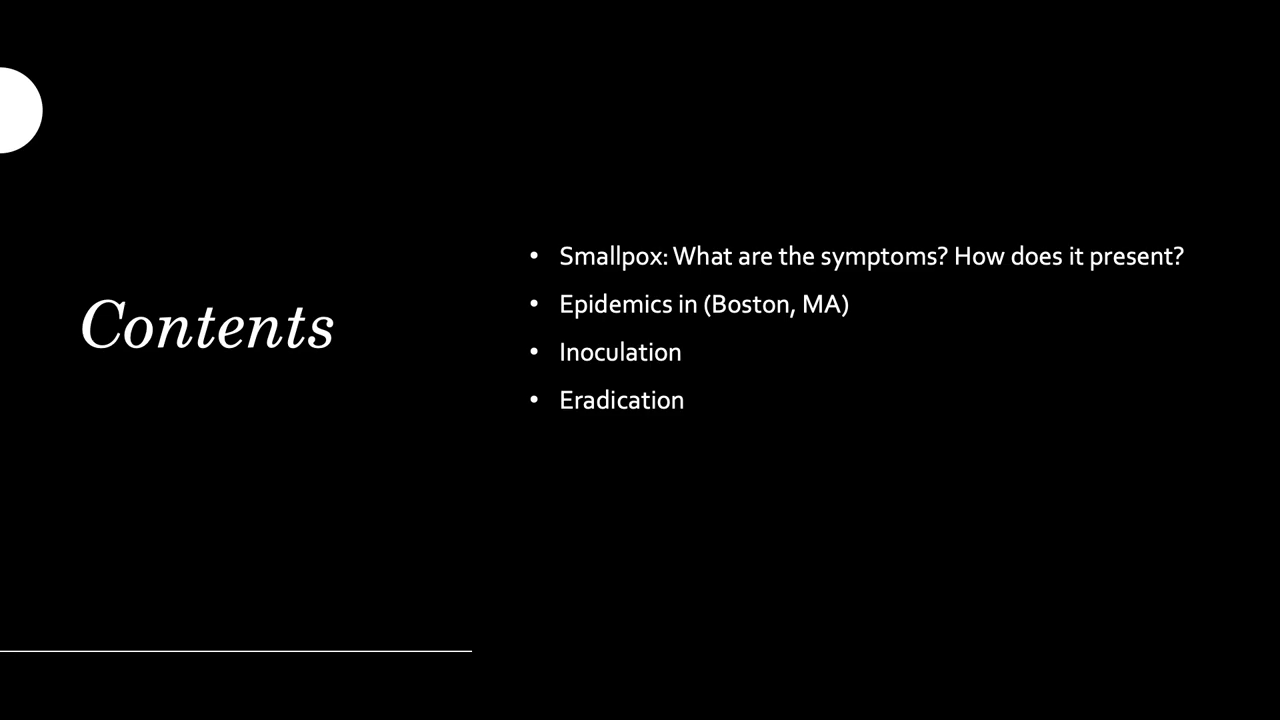 Contents
• Smallpox: What are the symptoms? How does it present?
• Epidemics in (Boston, MA)
• Inoculation
• Eradication